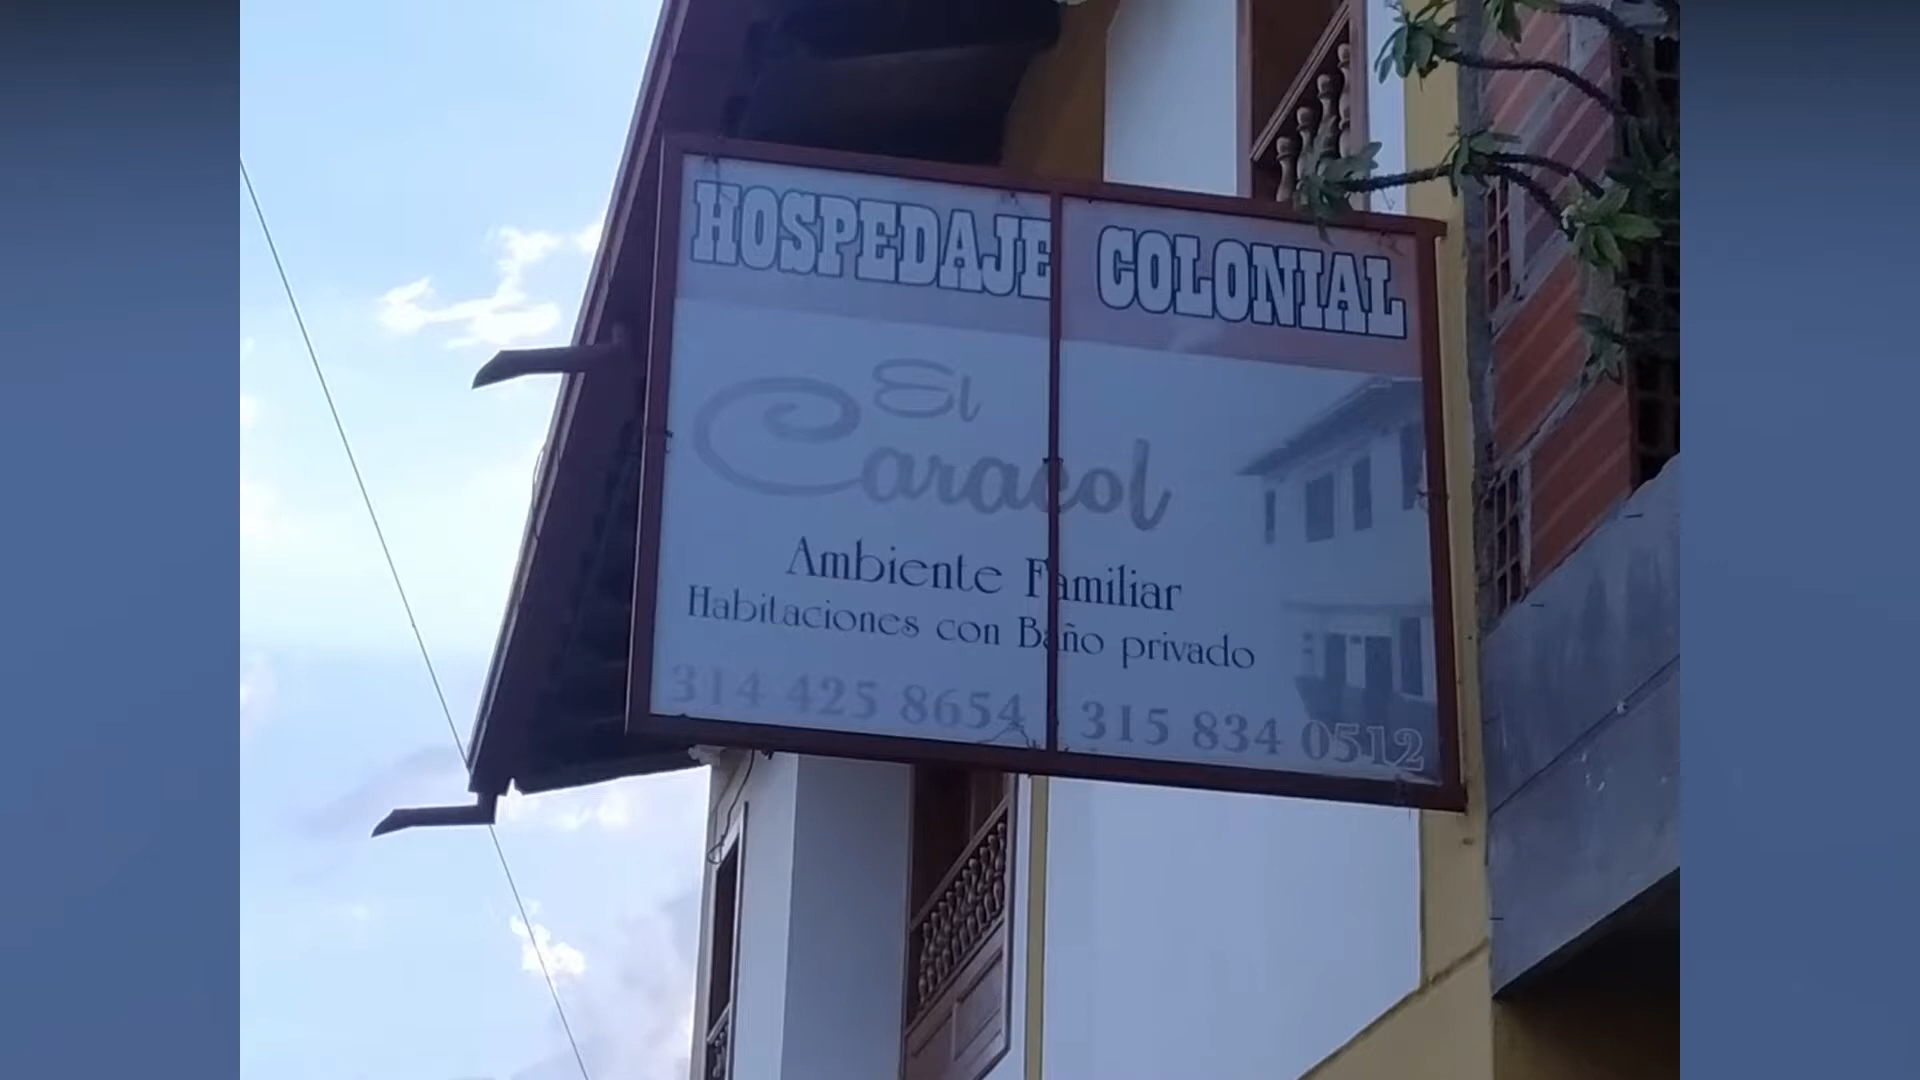 HOSPEDAJE COLONIAL
El
Caracol
Ambiente Familiar
Habitaciones con Baño privado
314 425 8654 315 834 0512